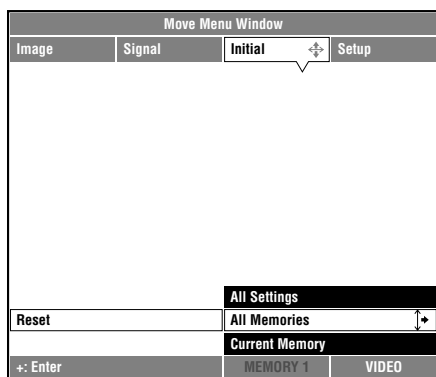 Move Menu Window
Image Signal Initial Setup
All Settings
Reset All Memories
Current Memory
+: Enter MEMORY 1 VIDEO